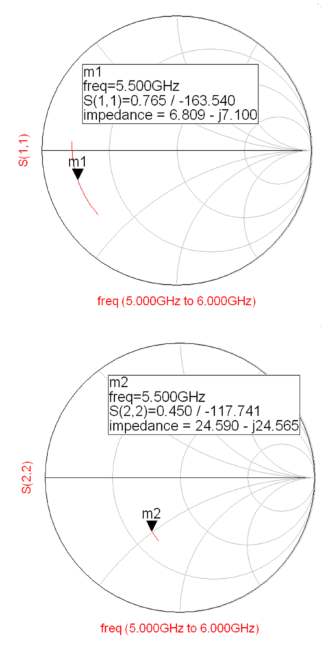 m1
freq=5.500GHz
S(1,1)=0.765 / -163.540
impedance = 6.809 - j7.100
S(1,1)
m1
freq (5.000GHz to 6.000GHz)
m2
freq=5.500GHz
S(2,2)=0.450 / -117.741
impedance = 24.590 - j24.565
S(2,2)
m2
freq (5.000GHz to 6.000GHz)